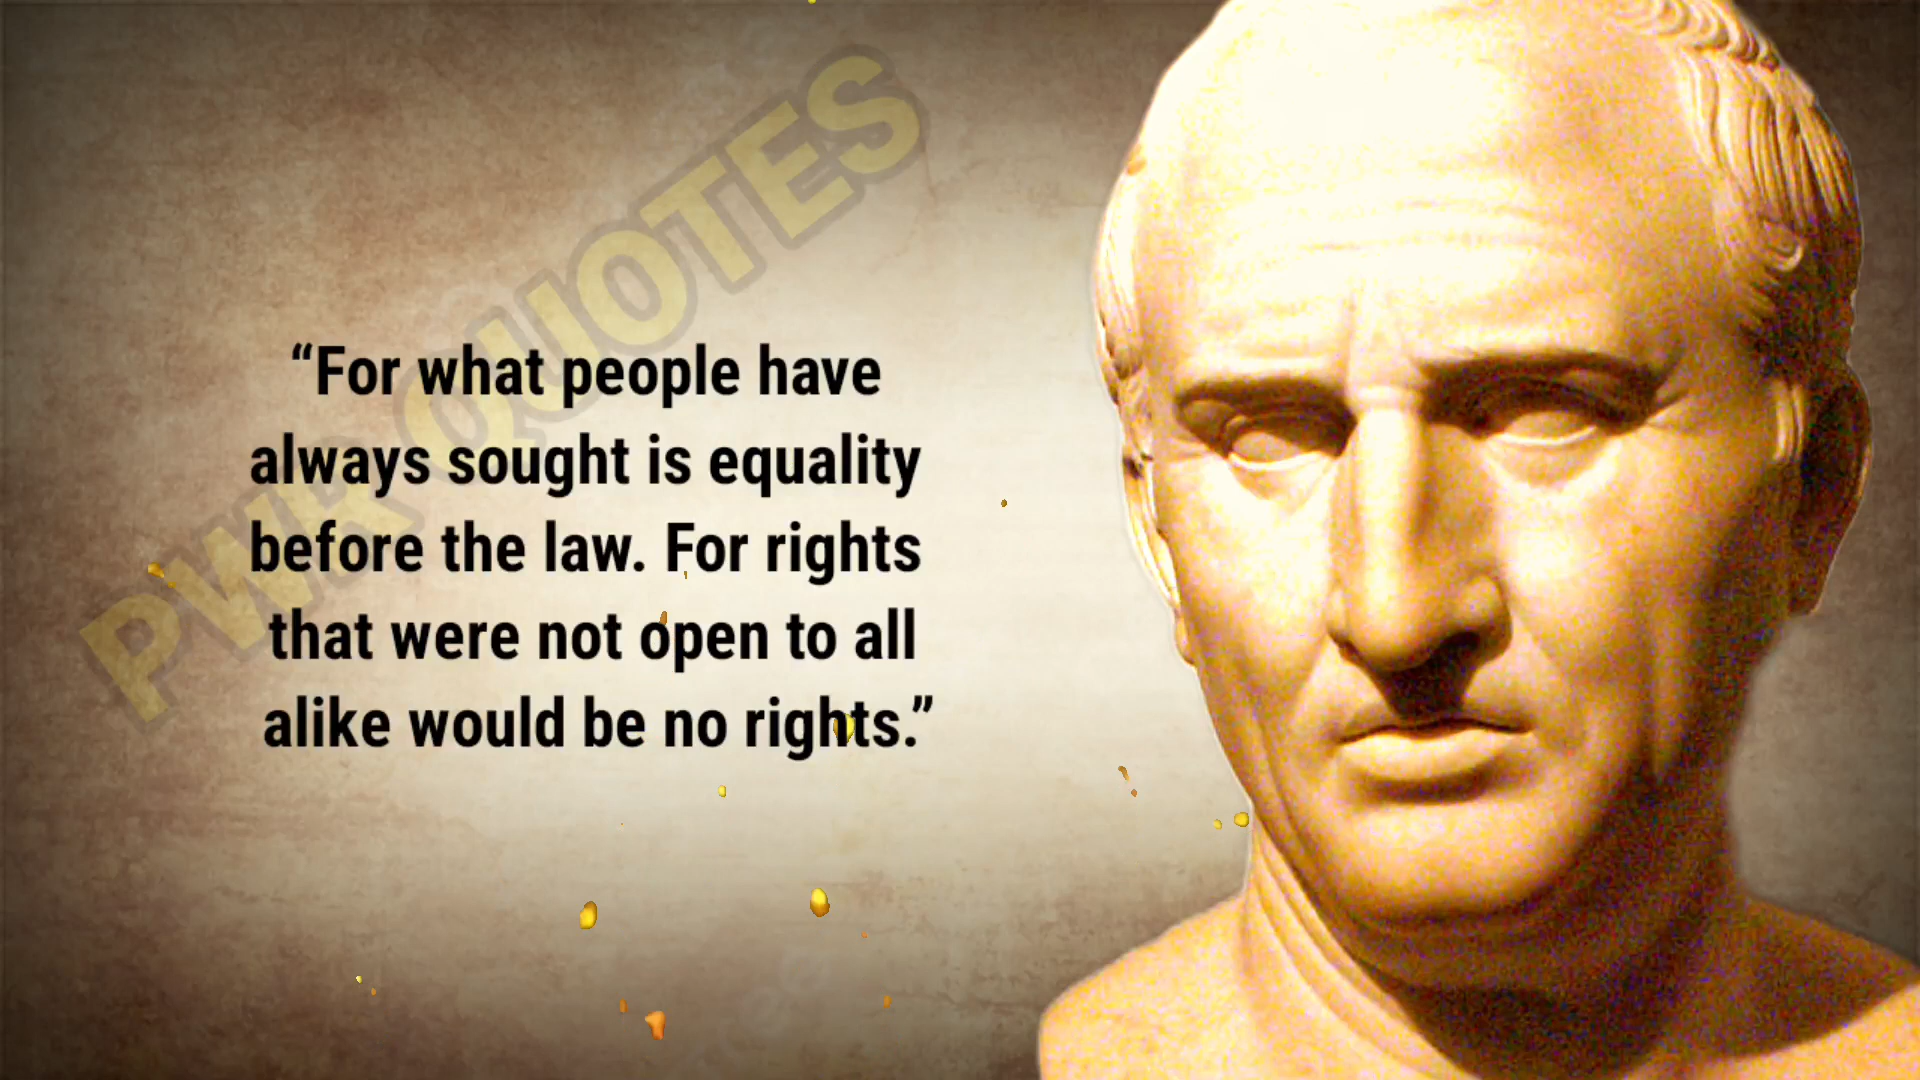 PWR QUOTES
“For what people have
always sought is equality
before the law. For rights
that were not open to all
alike would be no rights.”